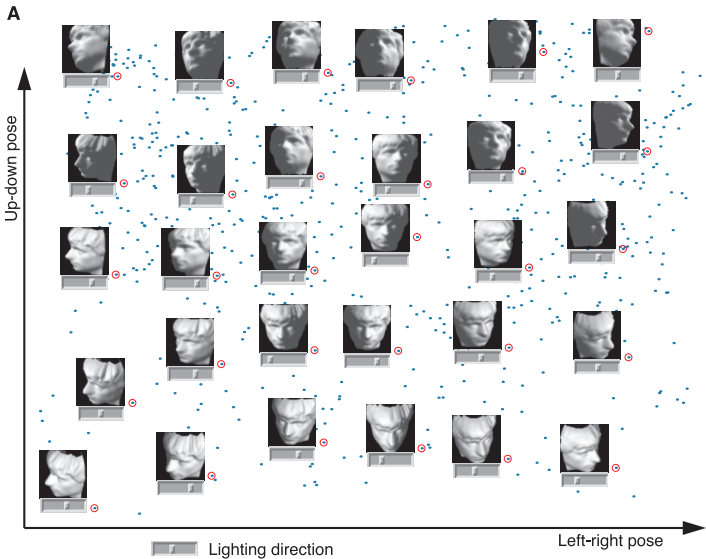 A
Up-down pose
Left-right pose
Lighting direction